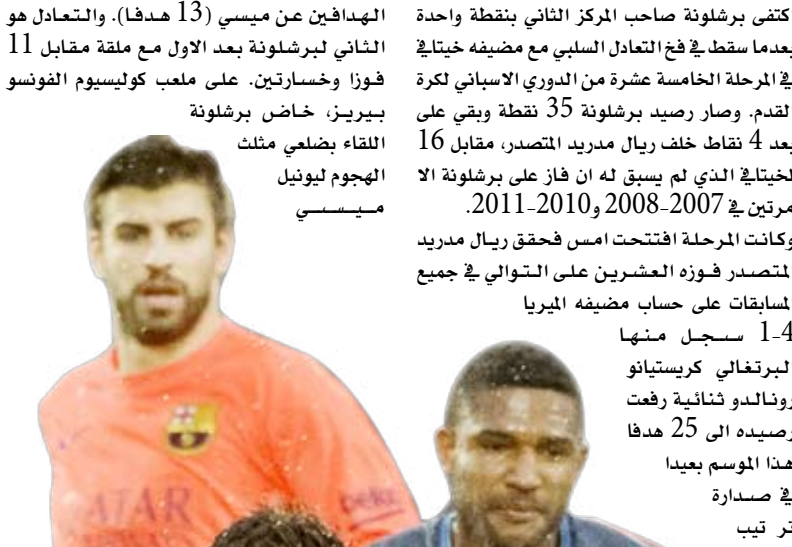 اكتفى برشلونة صاحب المركز الثاني بنقطة واحدة
بعدما سقط في فخ التعادل السلبي مع مضيفه خيتافي
في المرحلة الخامسة عشرة من الدوري الاسباني لكرة
القدم. وصار رصيد برشلونة 35 نقطة وبقي على
بعد 4 نقاط خلف ريال مدريد المتصدر، مقابل 16
لخيتافي الذي لم يسبق له ان فاز على برشلونة الا
مرتين في 2007-2008 و2010-2011.
وكانت المرحلة افتتحت امس فحقق ريال مدريد
المتصدر فوزه العشرين على التوالي في جميع
المسابقات على حساب مضيفه الميريا
4-1 سجل منها
البرتغالي كريستيانو
رونالدو ثنائية رفعت
رصيده الى 25 هدفا
هذا الموسم بعيدا
في صدارة
تر تيب
الهدافين عن ميسي (13 هدفا). والتعادل هو
الثاني لبرشلونة بعد الاول مع ملقة مقابل 11
فوزا وخسارتين. على ملعب كوليسيوم الفونسو
بيريز، خاض برشلونة
اللقاء بضلعي مثلث
الهجوم ليونيل
ميسي
ATAR
beko